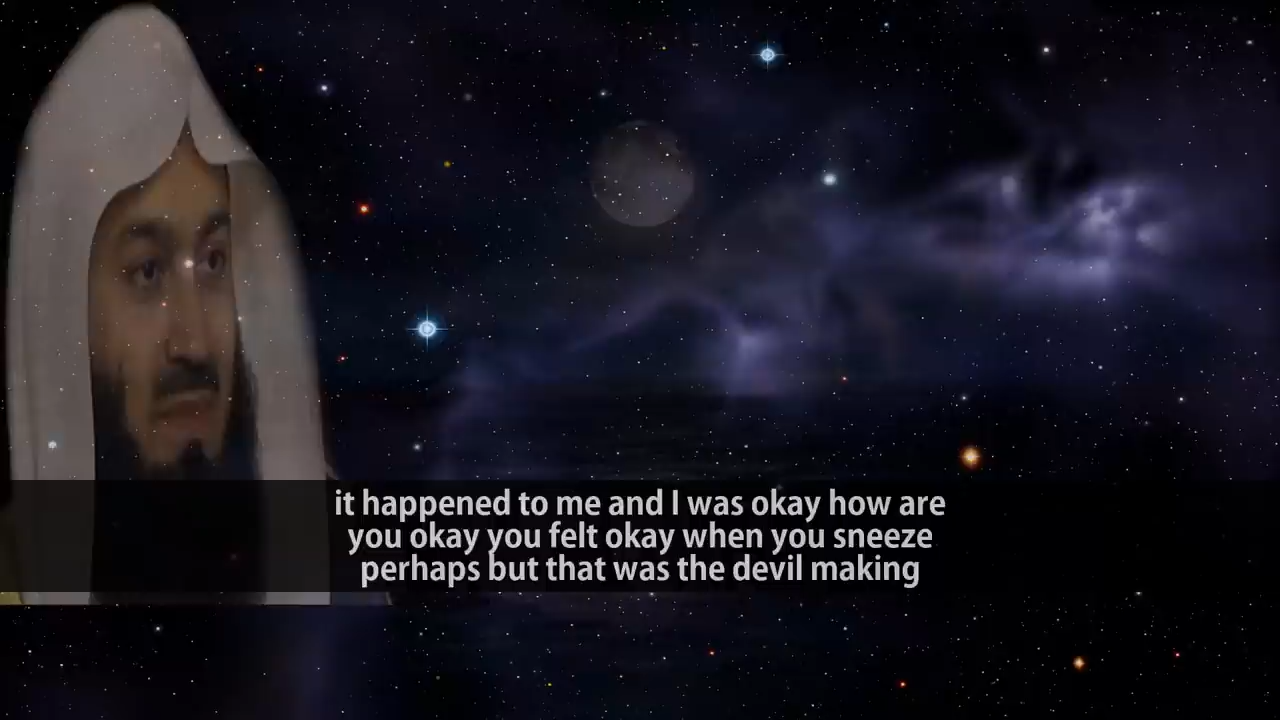 it happened to me and I was okay how are
you okay you felt okay when you sneeze
perhaps but that was the devil making